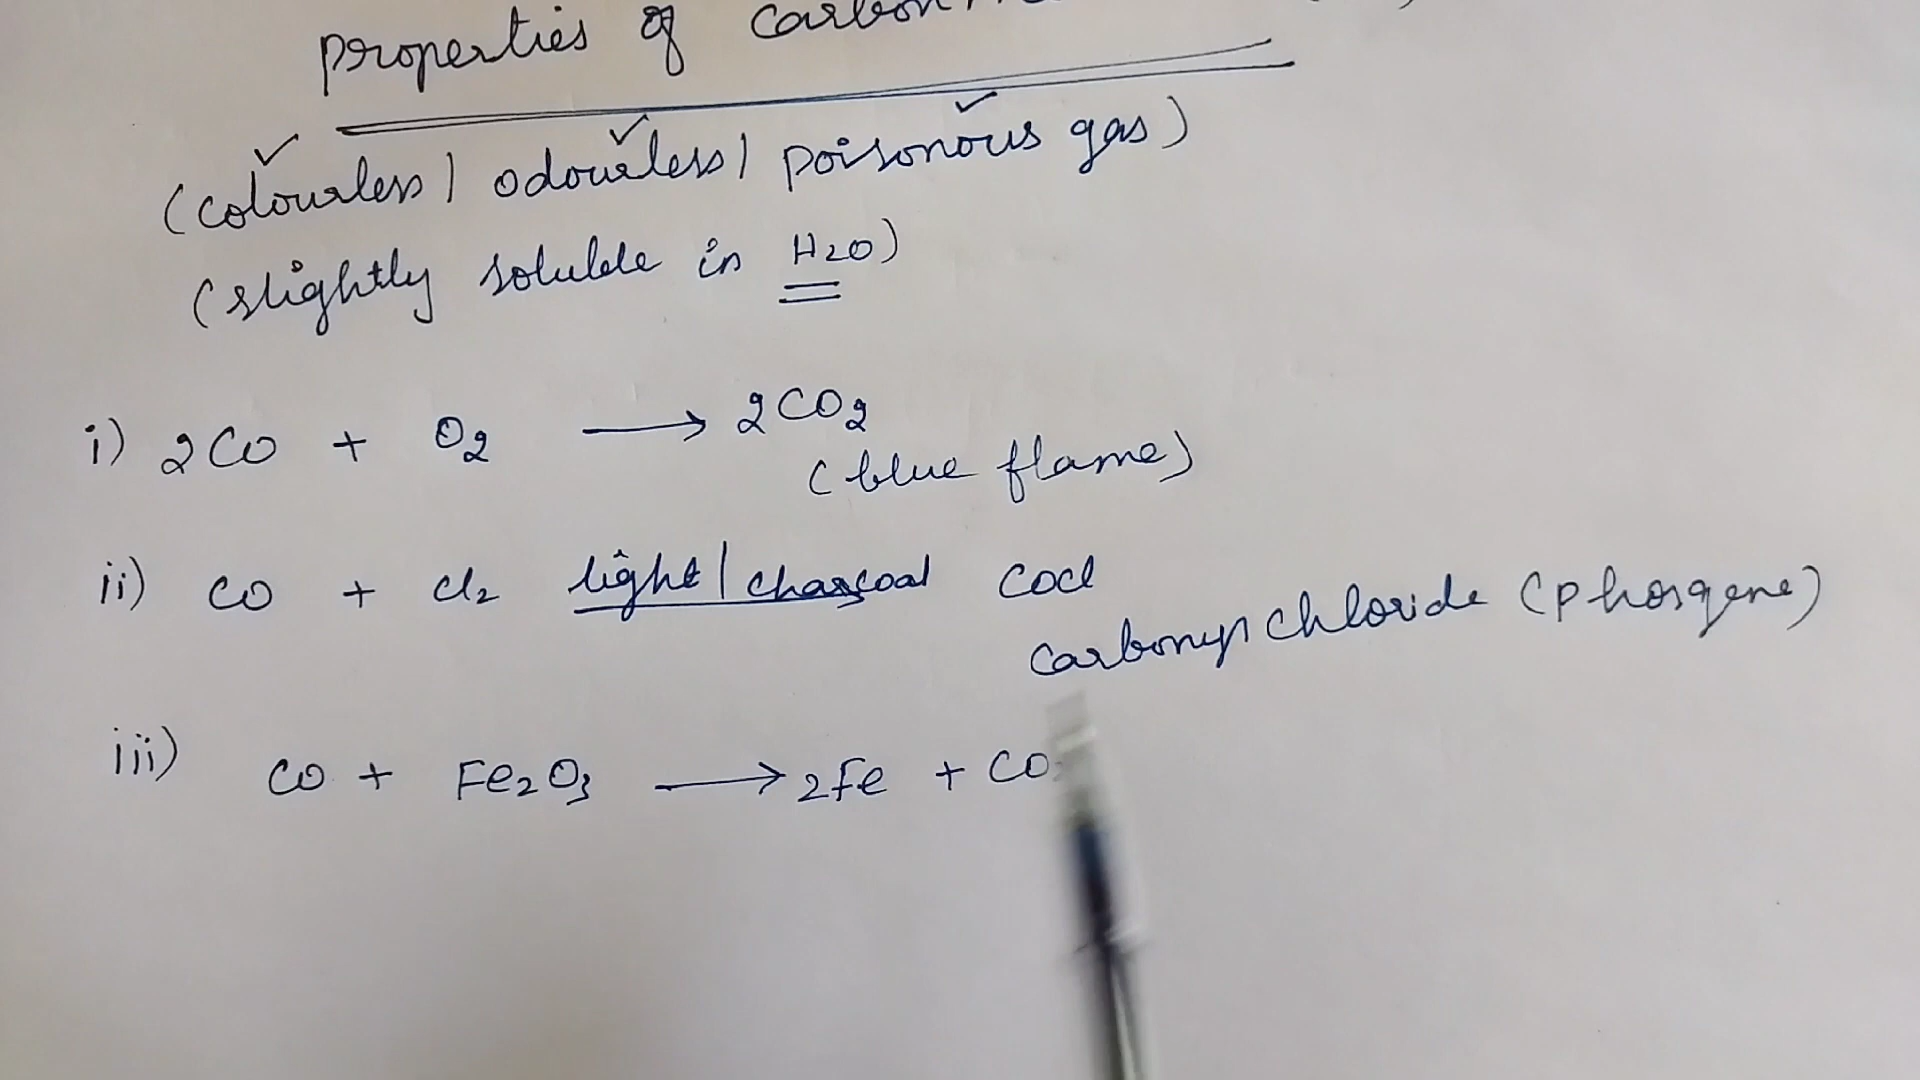 properties of carbon
(colourless | odourless | poisonous gas)
(slightly soluble in H2O)
i) 2CO + O2 ⟶ 2CO2
(blue flame)
ii) CO + Cl2 light | charcoal COCl
carbonyl chloride (phosgene)
iii) CO + Fe2O3 ⟶ 2Fe + CO